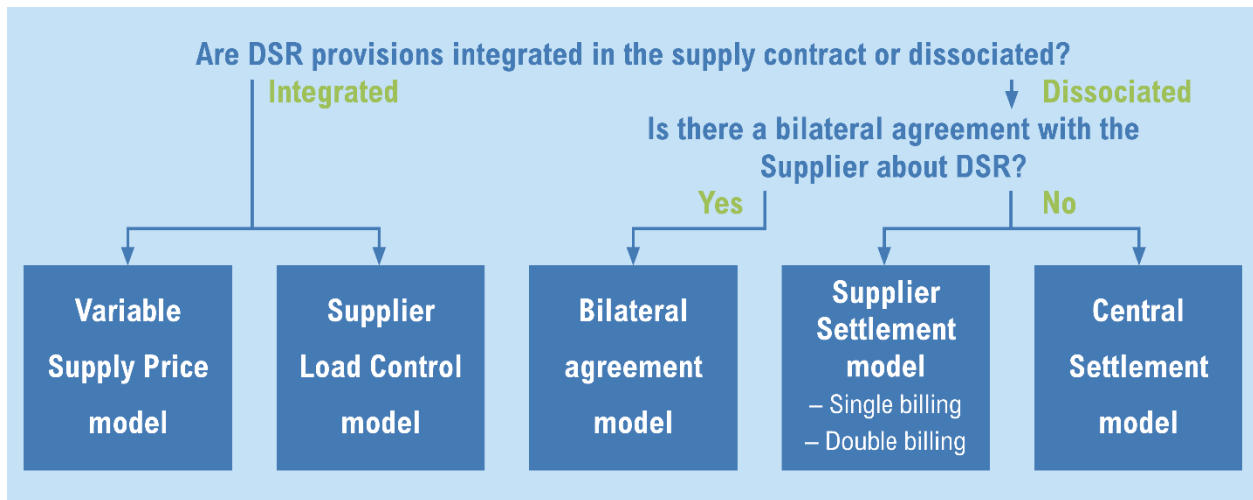 Are DSR provisions integrated in the supply contract or dissociated?
Integrated
Dissociated
Is there a bilateral agreement with the
Supplier about DSR?
Yes
No
Variable
Supply Price
model
Supplier
Load Control
model
Bilateral
agreement
model
Supplier
Settlement
model
– Single billing
– Double billing
Central
Settlement
model